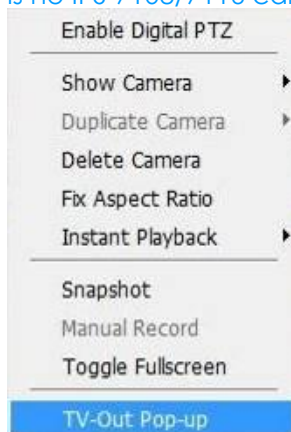 Enable Digital PTZ
Show Camera
Duplicate Camera
Delete Camera
Fix Aspect Ratio
Instant Playback
Snapshot
Manual Record
Toggle Fullscreen
TV-Out Pop-up